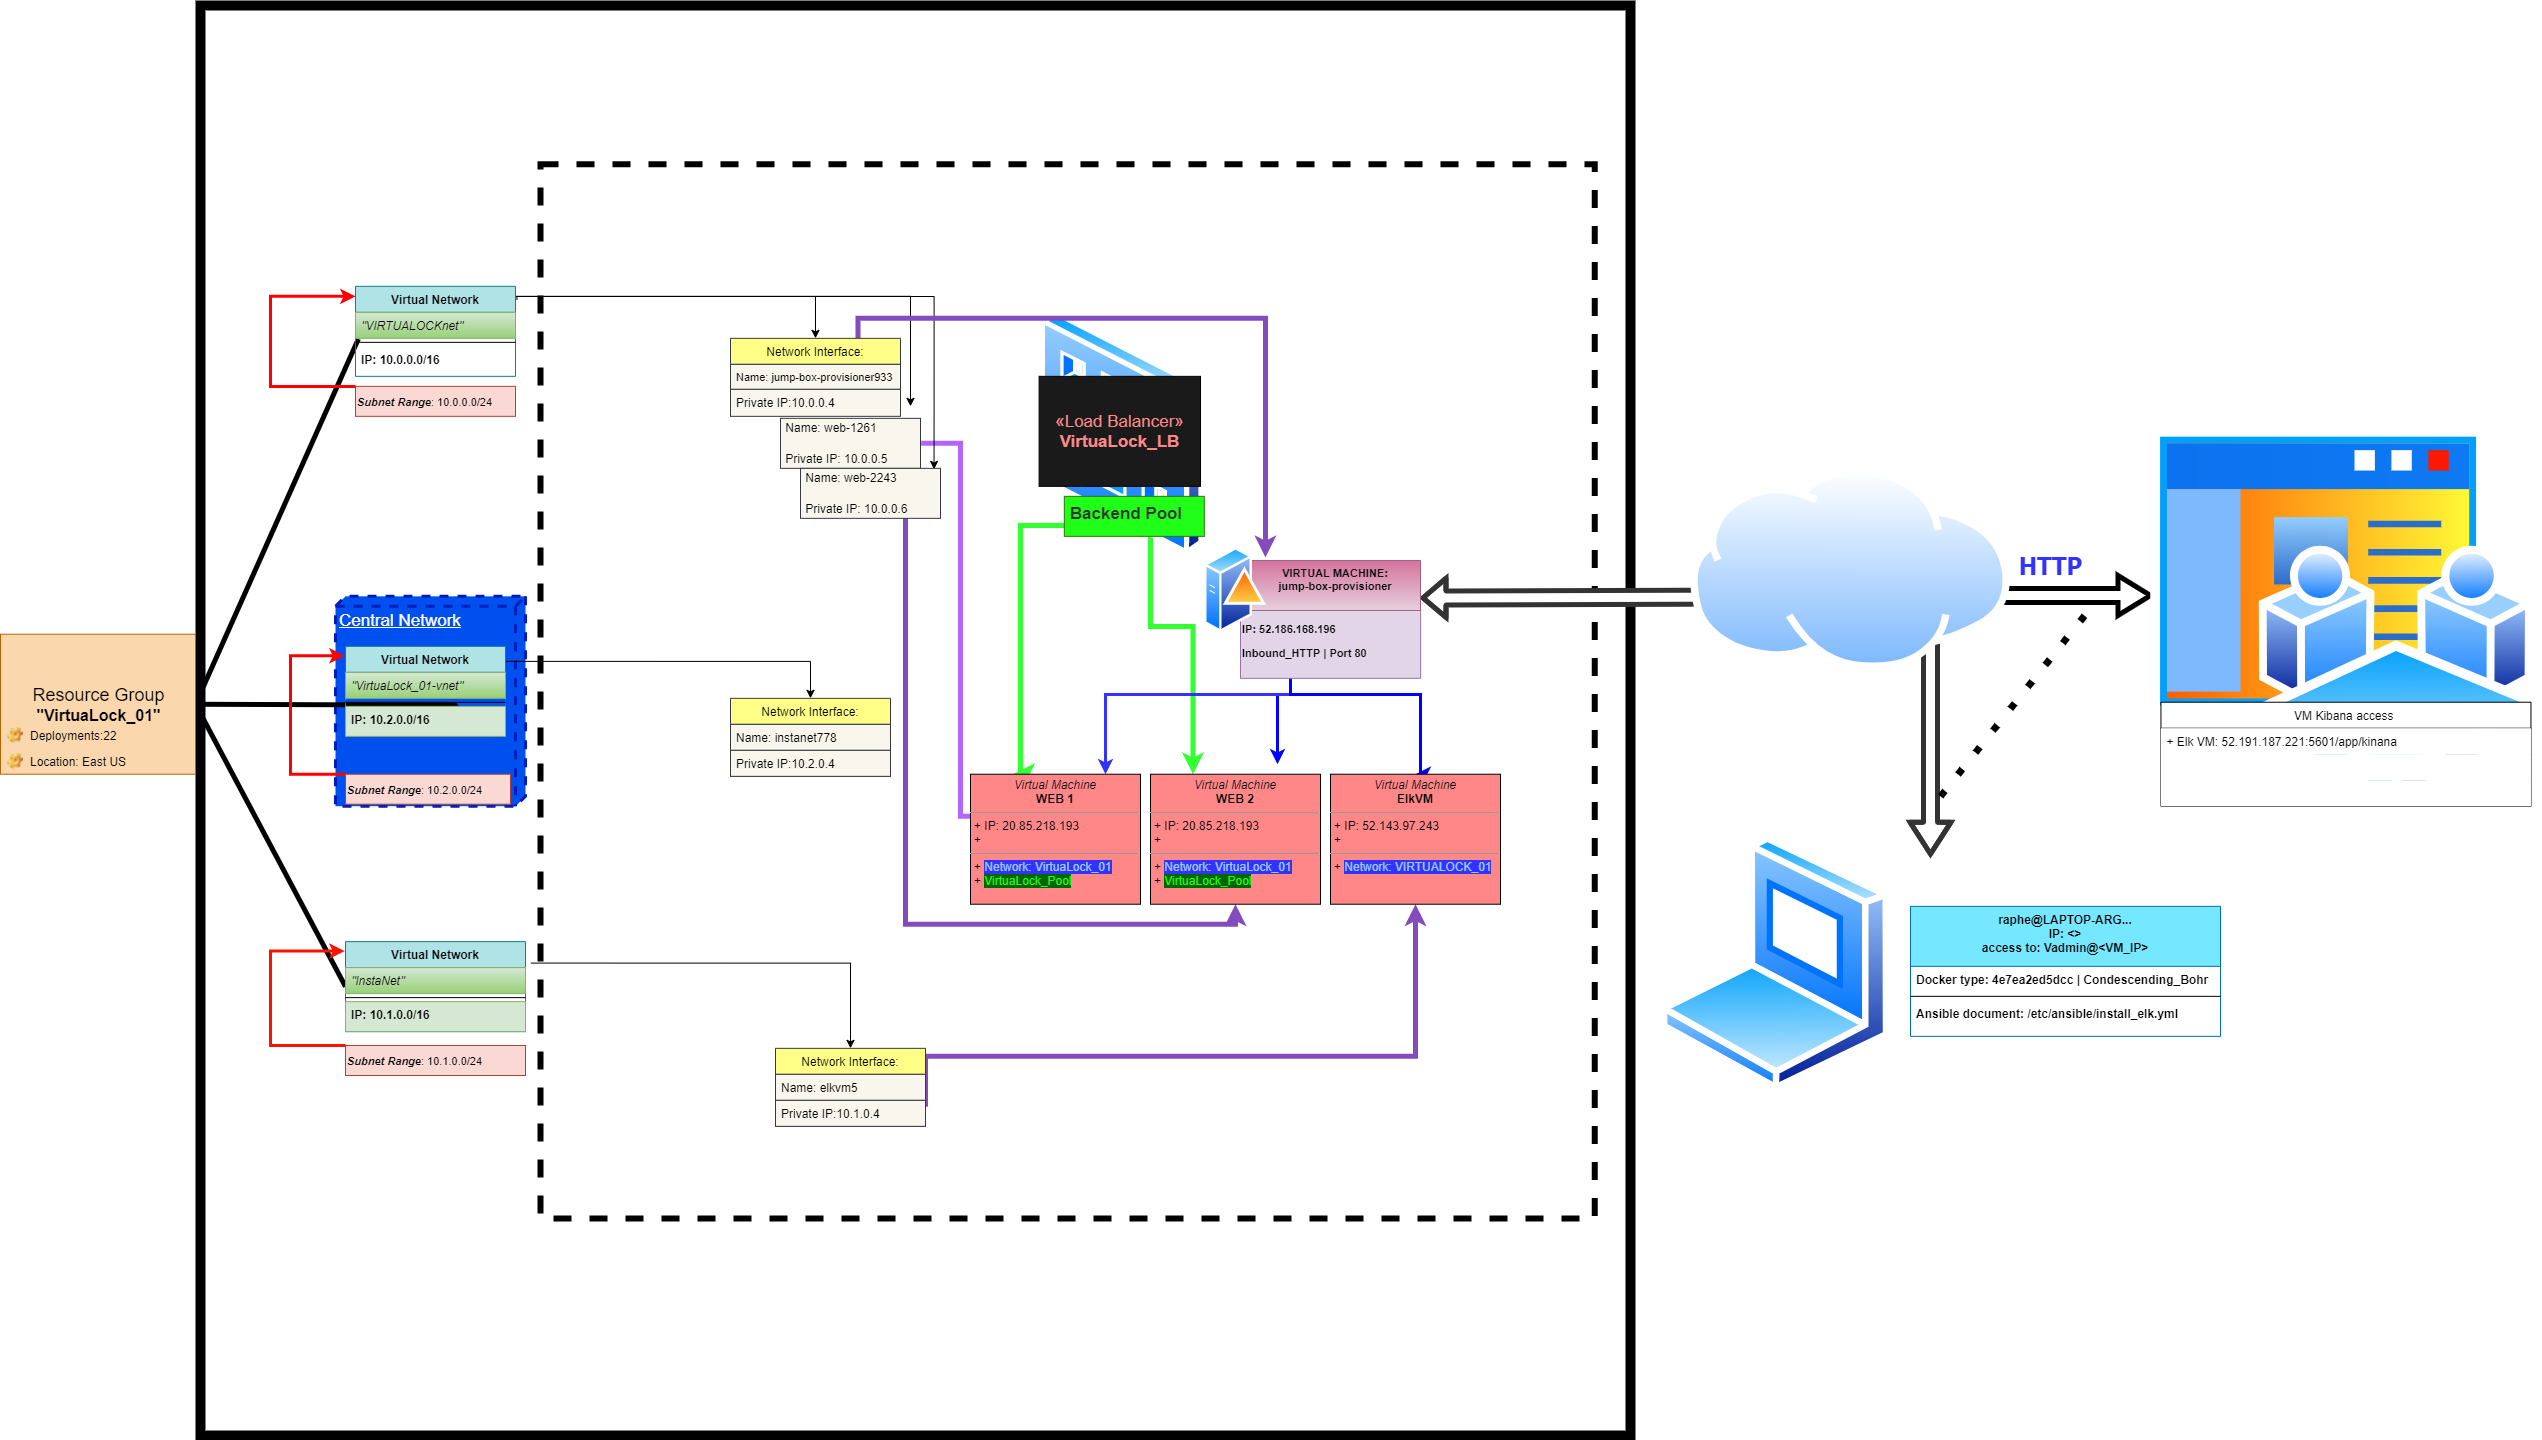 Resource Group
"VirtuaLock_01"
Deployments:22
Location: East US
Virtual Network
"VIRTUALOCKnet"
IP: 10.0.0.0/16
Subnet Range: 10.0.0.0/24
Central Network
Virtual Network
"VirtuaLock_01-vnet"
IP: 10.2.0.0/16
Subnet Range: 10.2.0.0/24
Virtual Network
"InstaNet"
IP: 10.1.0.0/16
Subnet Range: 10.1.0.0/24
Network Interface:
Name: jump-box-provisioner933
Private IP:10.0.0.4
Name: web-1261
Private IP: 10.0.0.5
Name: web-2243
Private IP: 10.0.0.6
Network Interface:
Name: instanet778
Private IP:10.2.0.4
Network Interface:
Name: elkvm5
Private IP:10.1.0.4
«Load Balancer»
VirtuaLock_LB
Backend Pool
VIRTUAL MACHINE:
jump-box-provisioner
IP: 52.186.168.196
Inbound_HTTP | Port 80
Virtual Machine
WEB 1
+ IP: 20.85.218.193
+
+ Network: VirtuaLock_01
+ VirtuaLock_Pool
Virtual Machine
WEB 2
+ IP: 20.85.218.193
+
+ Network: VirtuaLock_01
+ VirtuaLock_Pool
Virtual Machine
ElkVM
+ IP: 52.143.97.243
+
+ Network: VIRTUALOCK_01
HTTP
VM Kibana access
+ Elk VM: 52.191.187.221:5601/app/kinana
raphe@LAPTOP-ARG...
IP: <>
access to: Vadmin@<VM_IP>
Docker type: 4e7ea2ed5dcc | Condescending_Bohr
Ansible document: /etc/ansible/install_elk.yml